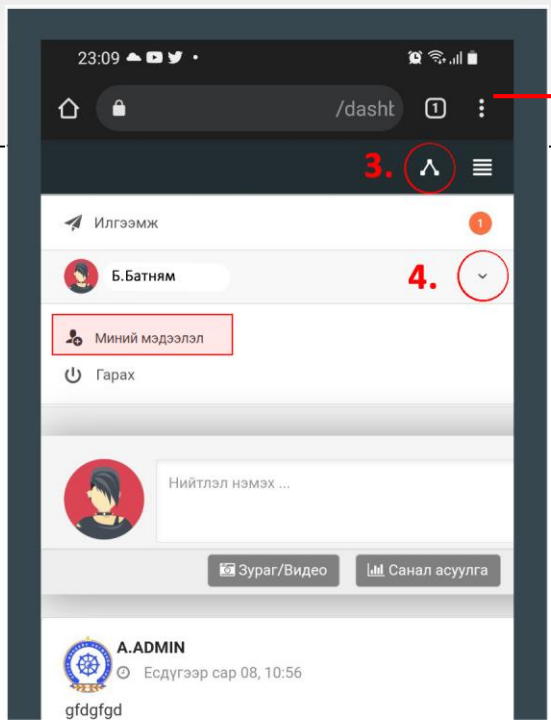 23:09
1
/dasht
3.
Илгээмж
1
Б.Батням
4.
Миний мэдээлэл
Гарах
Нийтлэл нэмэх ...
Зураг/Видео
Санал асуулга
A.ADMIN
Есдүгээр сар 08, 10:56
gfdgfgd